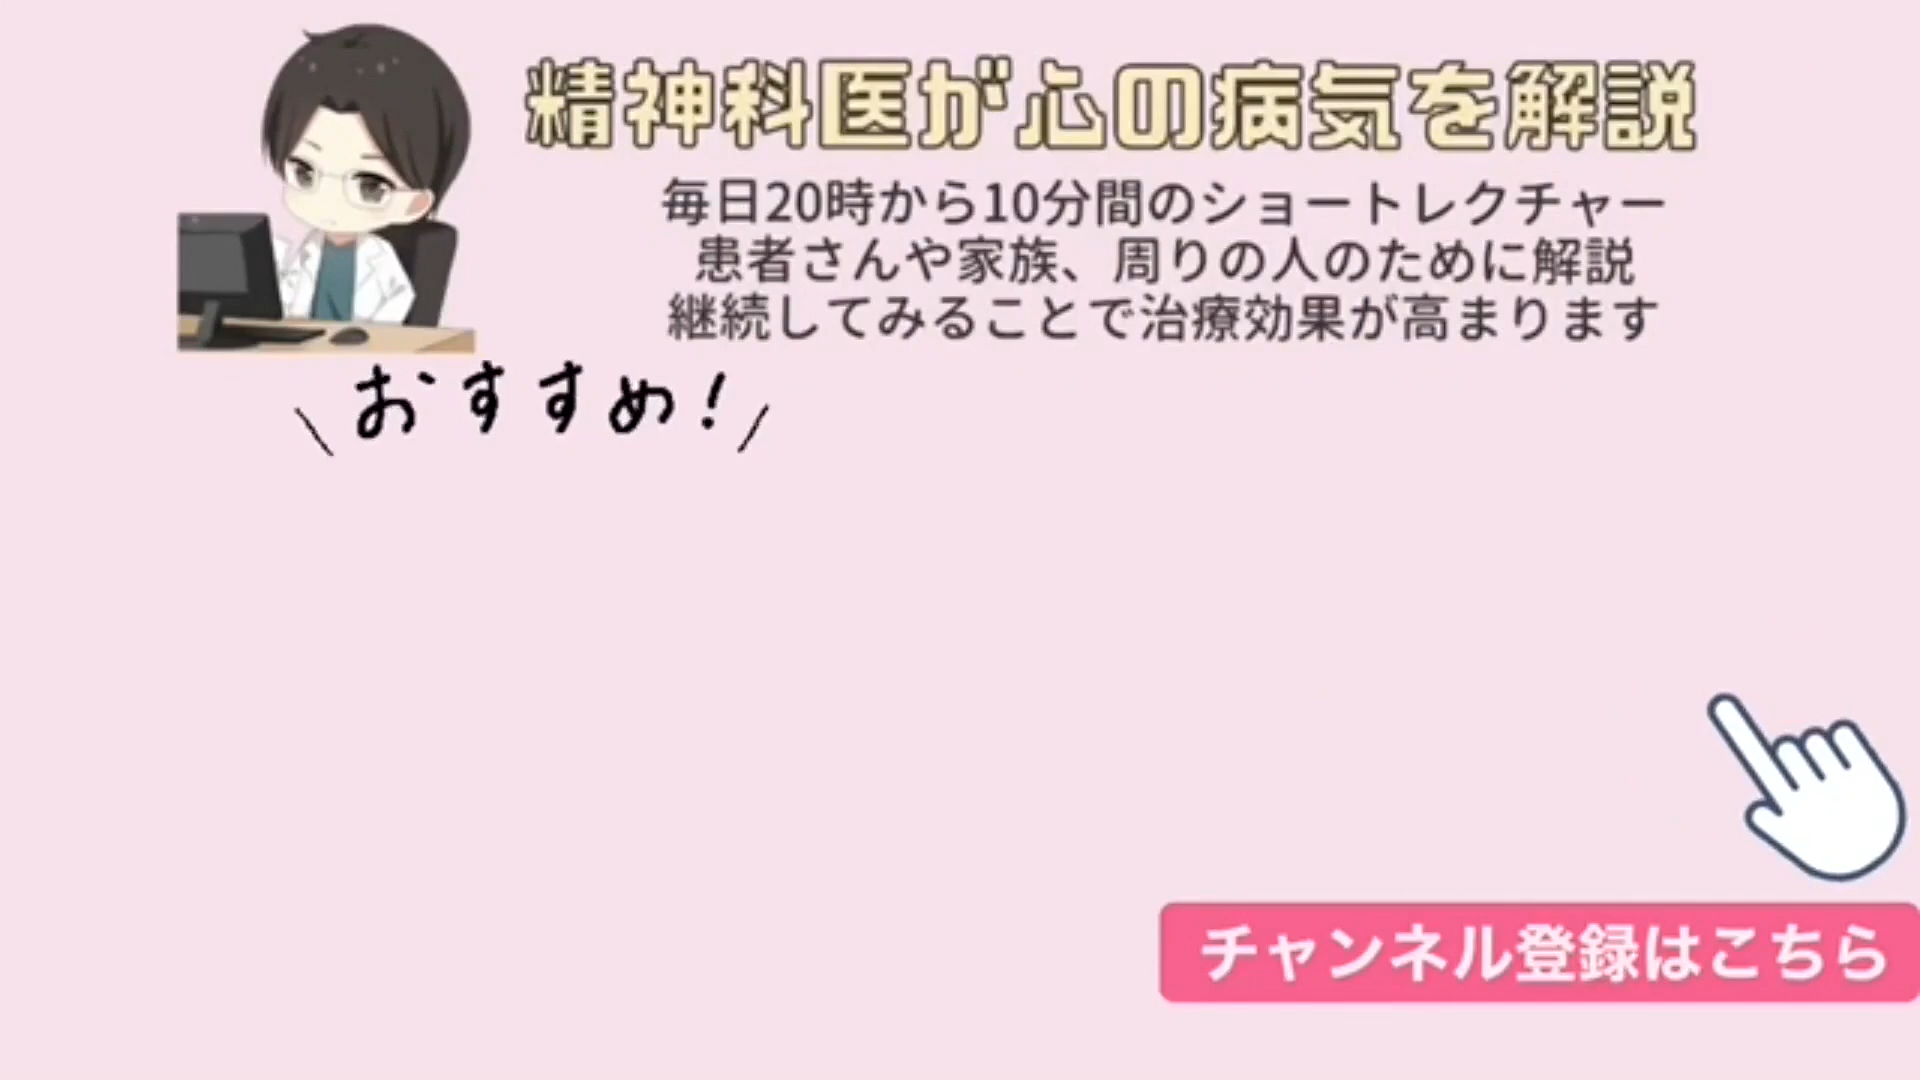 精神科医が心の病気を解説
毎日20時から10分間のショートレクチャー
患者さんや家族、周りの人のために解説
継続してみることで治療効果が高まります
おすすめ!
チャンネル登録はこちら